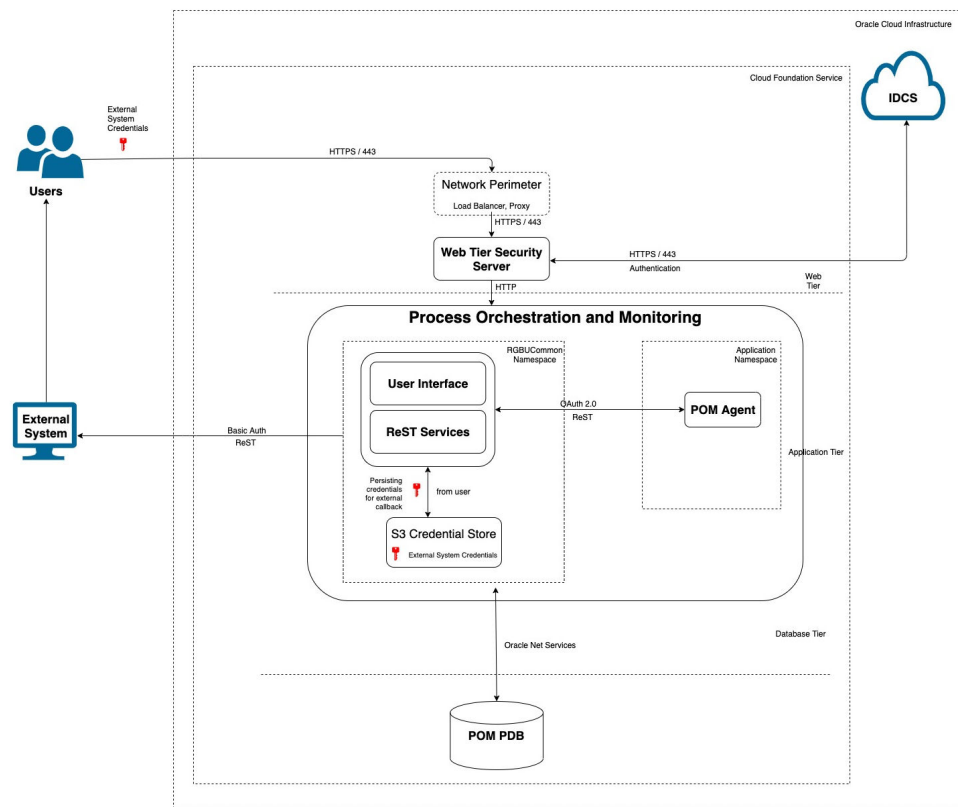 Oracle Cloud Infrastructure
Cloud Foundation Service
IDCS
External
System
Credentials
Users
HTTPS / 443
Network Perimeter
Load Balancer, Proxy
HTTPS / 443
Web Tier Security
Server
HTTPS / 443
Authentication
Web
Tier
HTTP
Process Orchestration and Monitoring
RGBUCommon
Namespace
Application
Namespace
User Interface
ReST Services
OAuth 2.0
ReST
POM Agent
External
System
Basic Auth
ReST
Application Tier
Persisting
credentials
for external
callback
from user
S3 Credential Store
External System Credentials
Database Tier
Oracle Net Services
POM PDB